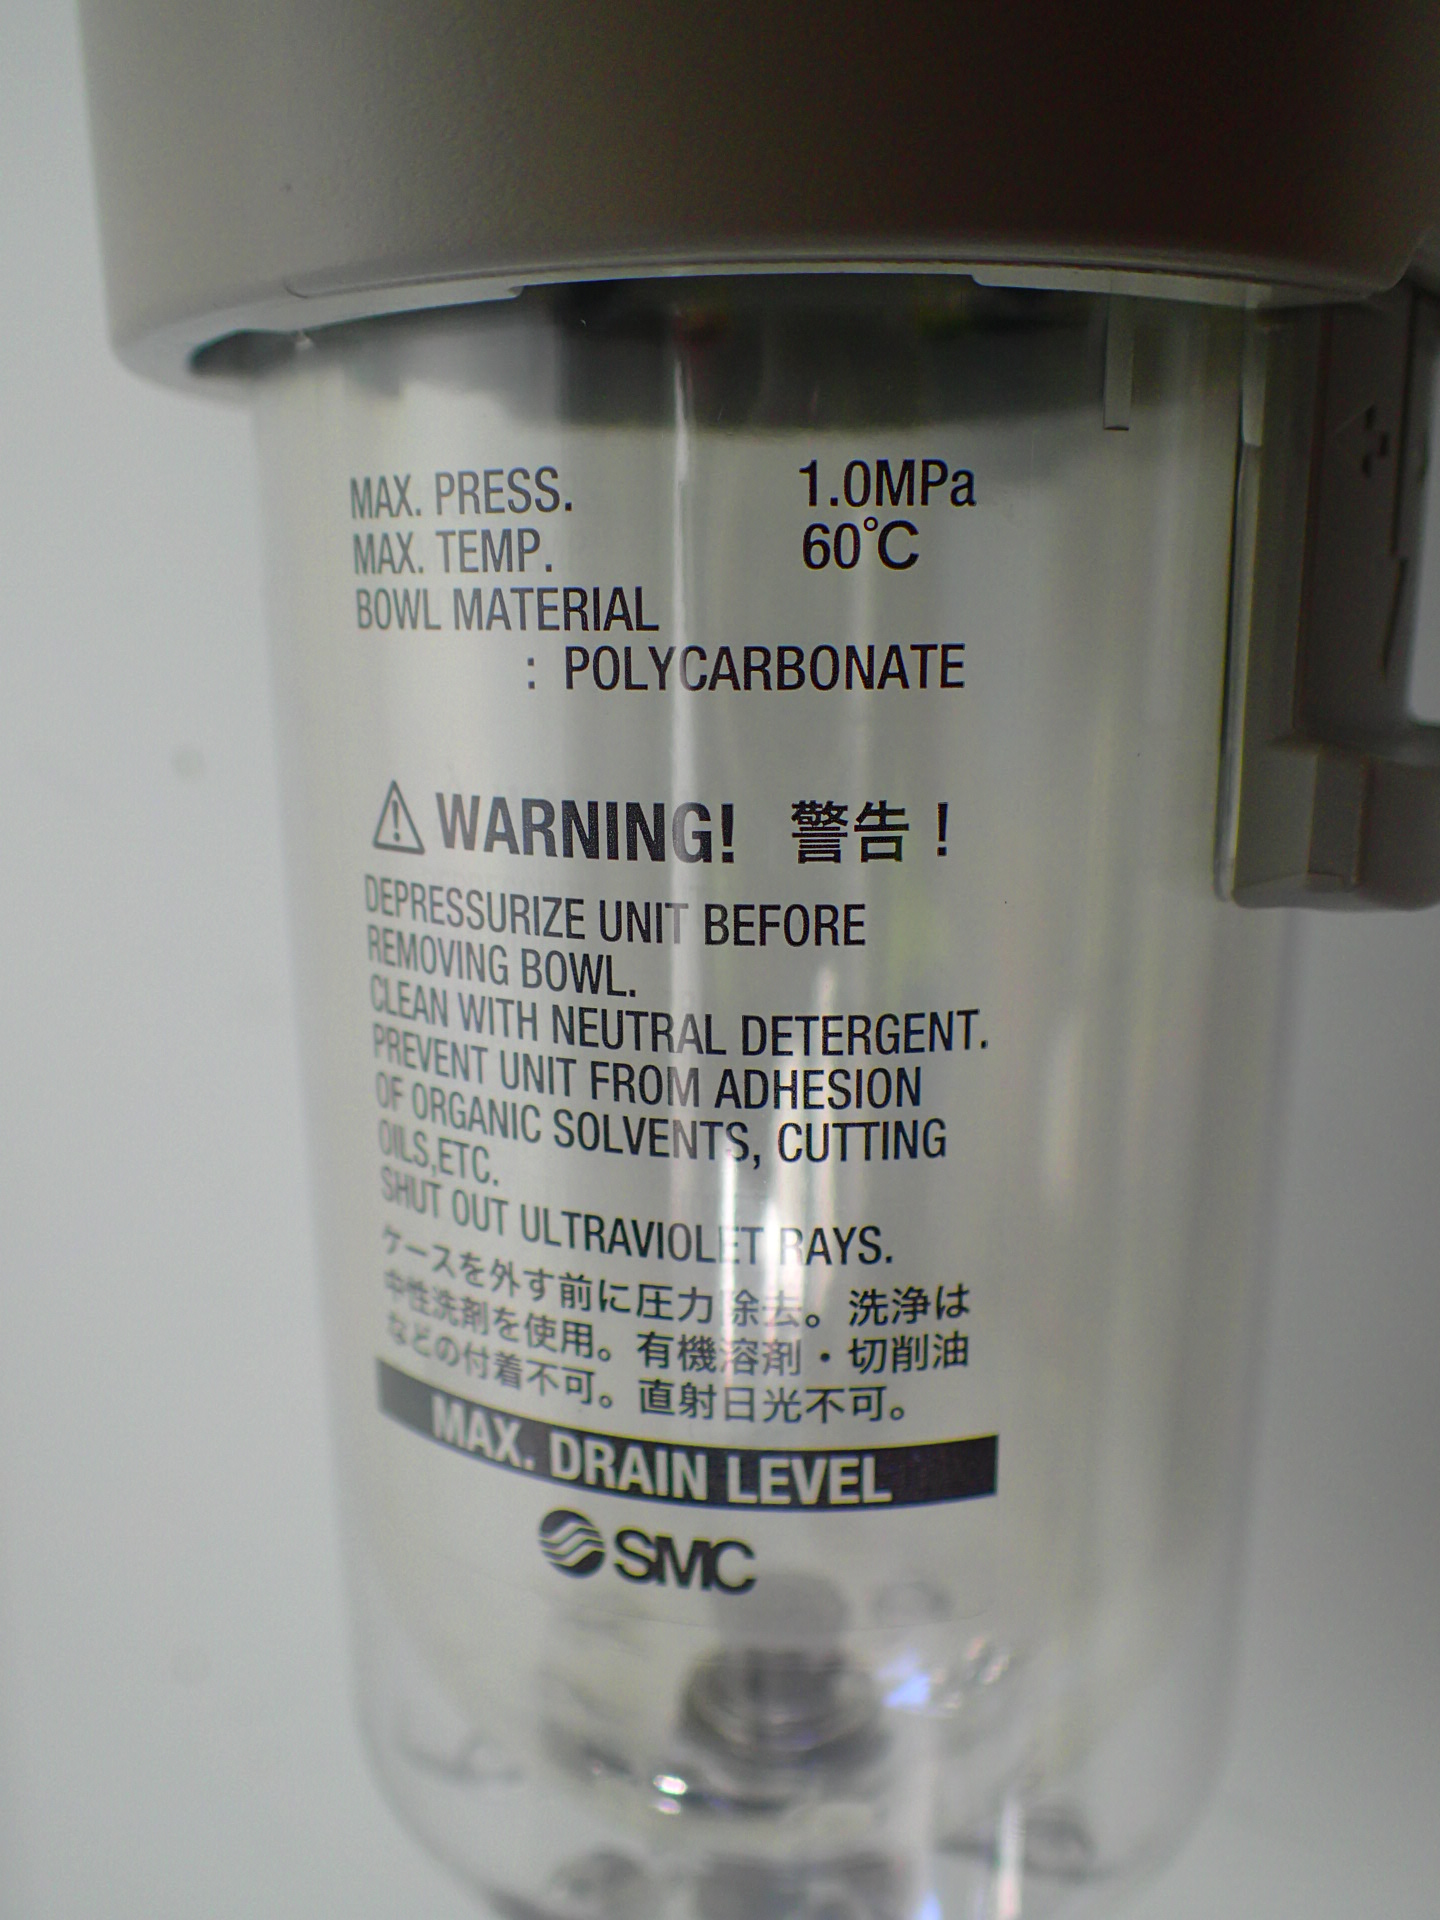 MAX. PRESS. 1.0MPa
MAX. TEMP. 60℃
BOWL MATERIAL
: POLYCARBONATE
WARNING! 警告！
DEPRESSURIZE UNIT BEFORE
REMOVING BOWL.
CLEAN WITH NEUTRAL DETERGENT.
PREVENT UNIT FROM ADHESION
OF ORGANIC SOLVENTS, CUTTING
OILS,ETC.
SHUT OUT ULTRAVIOLET RAYS.
ケースを外す前に圧力除去。洗浄は
中性洗剤を使用。有機溶剤・切削油
などの付着不可。直射日光不可。
MAX. DRAIN LEVEL
SMC